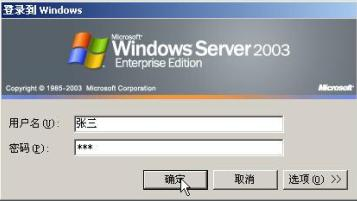 登录到 Windows
Microsoft
Windows Server 2003
Enterprise Edition
Copyright © 1985-2003 Microsoft Corporation
Microsoft
用户名(U): 张三
密码(P): ***
确定 取消 选项(O) >>